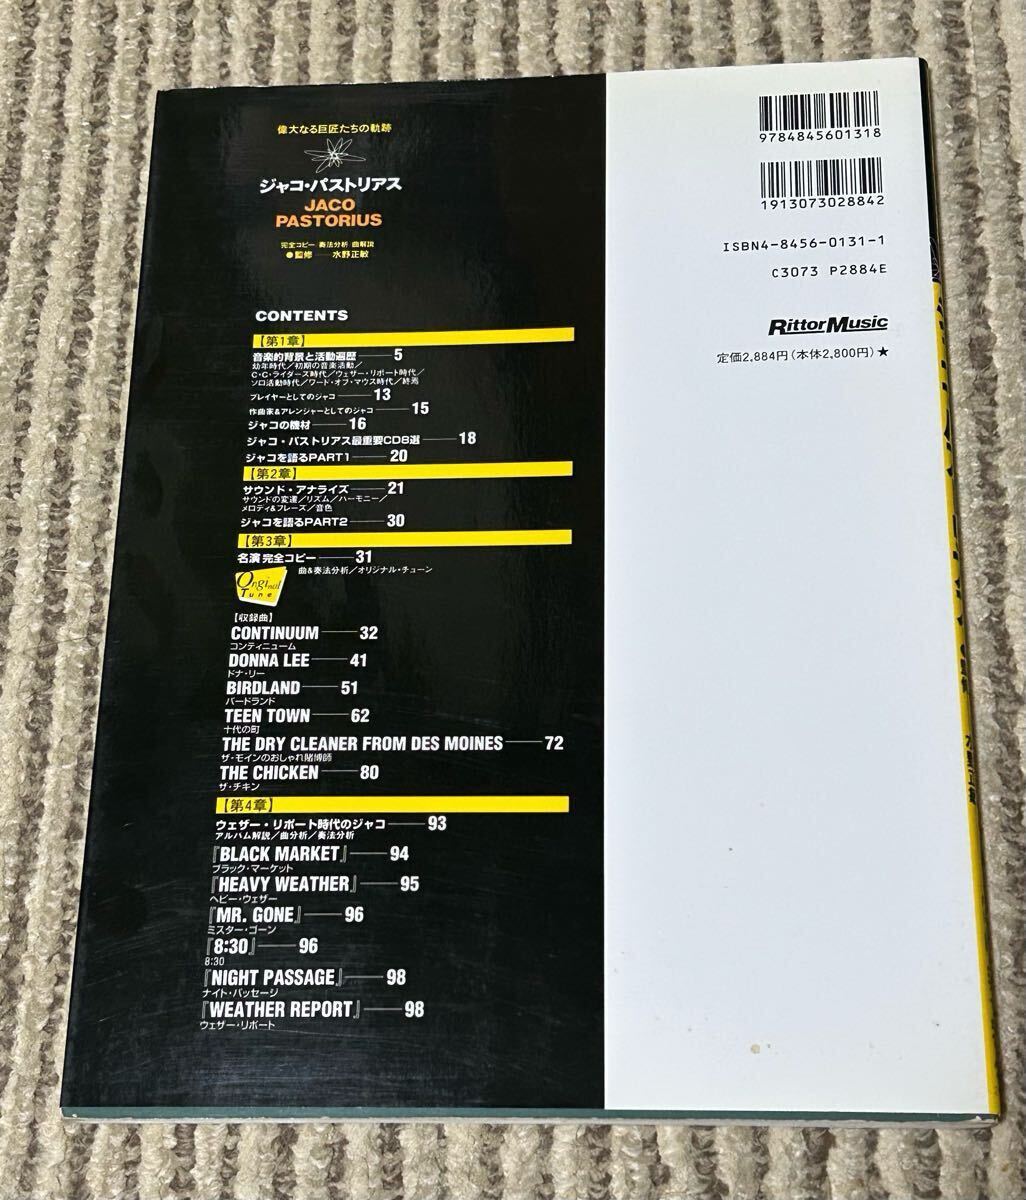 偉大なる巨匠たちの軌跡
ジャコ・パストリアス
JACO
PASTORIUS
完全コピー 奏法分析 曲解説
●監修——水野正敏
CONTENTS
【第1章】
音楽的背景と活動遍歴——5
幼年時代/初期の音楽活動/
C・C・ライダーズ時代/ウェザー・リポート時代/
ソロ活動時代/ワード・オブ・マウス時代/終焉
プレイヤーとしてのジャコ——13
作曲家&アレンジャーとしてのジャコ——15
ジャコの機材——16
ジャコ・パストリアス最重要CD8選——18
ジャコを語るPART1——20
【第2章】
サウンド・アナライズ——21
サウンドの変遷/リズム/ハーモニー/
メロディ&フレーズ/音色
ジャコを語るPART2——30
【第3章】
名演 完全コピー——31
曲&奏法分析/オリジナル・チューン
Original
Tune
【収録曲】
CONTINUUM——32
コンティニューム
DONNA LEE——41
ドナ・リー
BIRDLAND——51
バードランド
TEEN TOWN——62
十代の町
THE DRY CLEANER FROM DES MOINES——72
デ・モインのおしゃれ賭博師
THE CHICKEN——80
ザ・チキン
【第4章】
ウェザー・リポート時代のジャコ——93
アルバム解説/曲分析/奏法分析
『BLACK MARKET』——94
ブラック・マーケット
『HEAVY WEATHER』——95
ヘビー・ウェザー
『MR. GONE』——96
ミスター・ゴーン
『8:30』——96
8:30
『NIGHT PASSAGE』——98
ナイト・パッセージ
『WEATHER REPORT』——98
ウェザー・リポート
9784845601318
1913073028842
ISBN4-8456-0131-1
C3073 P2884E
RittorMusic
定価2,884円(本体2,800円)★